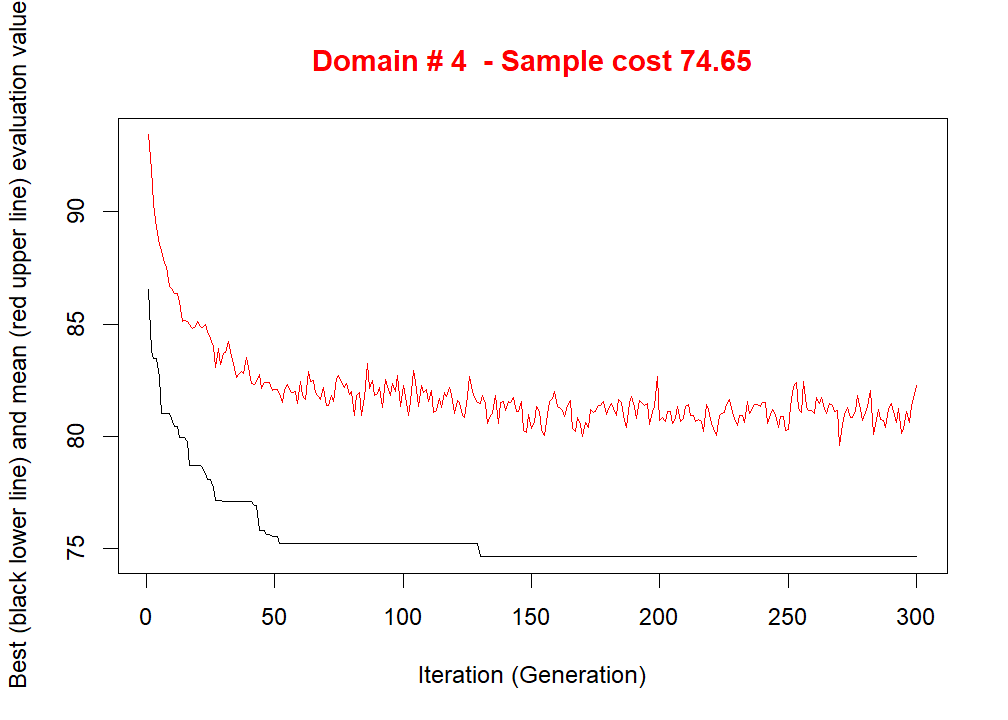 Domain # 4  - Sample cost 74.65
Best (black lower line) and mean (red upper line) evaluation value
90
85
80
75
0 50 100 150 200 250 300
Iteration (Generation)